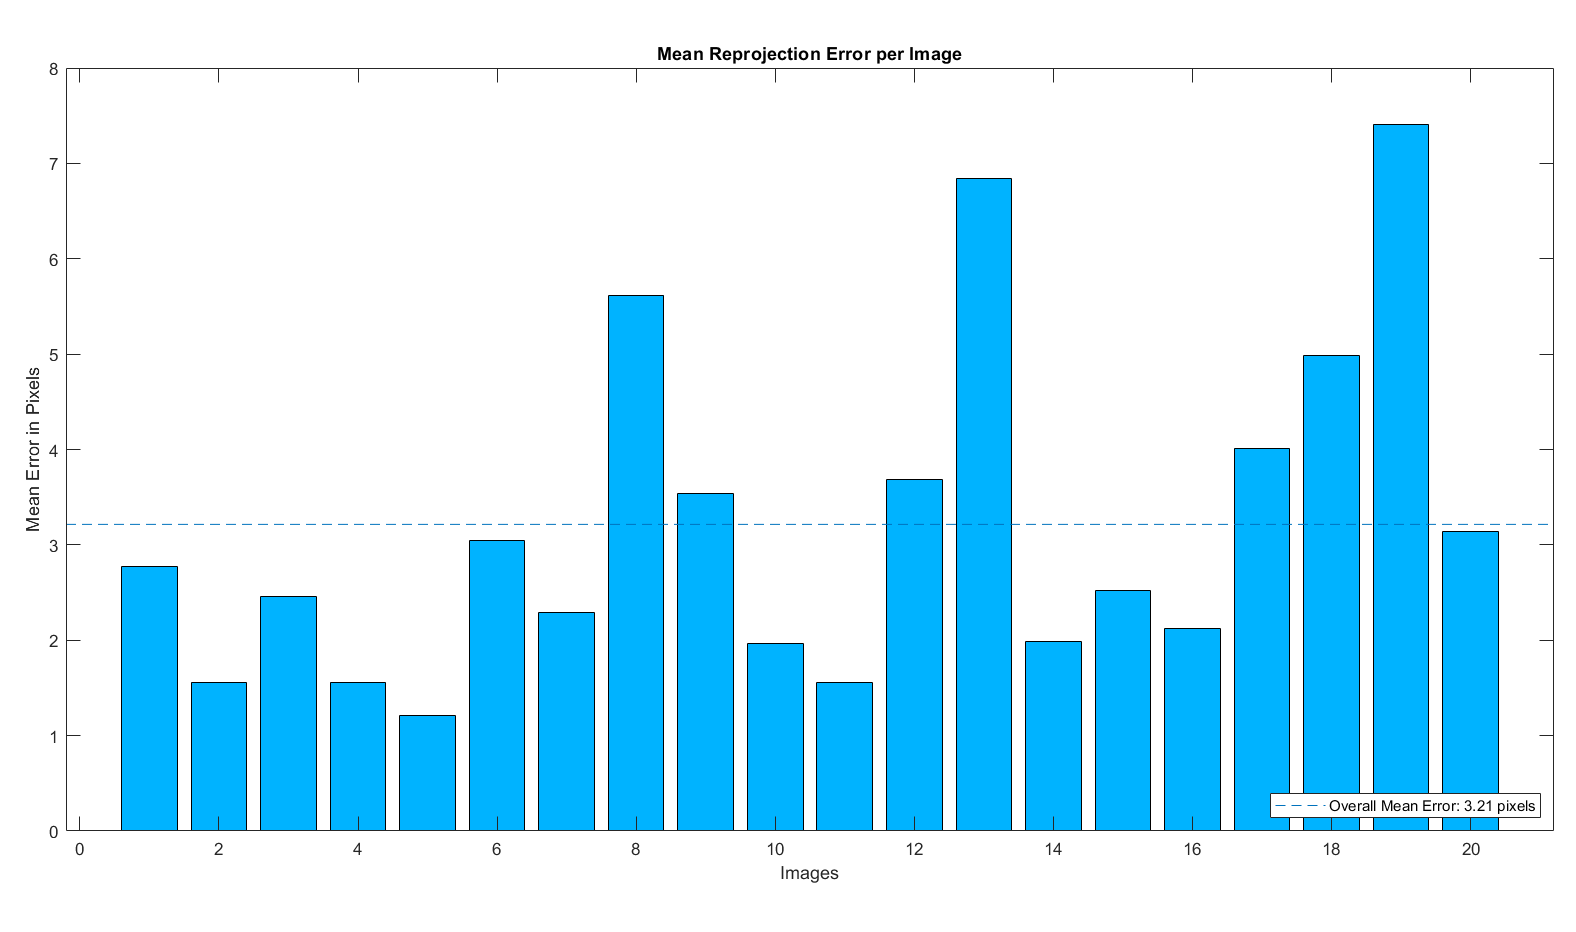 Mean Reprojection Error per Image
8
7
6
5
4
3
2
1
0
Mean Error in Pixels
Overall Mean Error: 3.21 pixels
0 2 4 6 8 10 12 14 16 18 20
Images